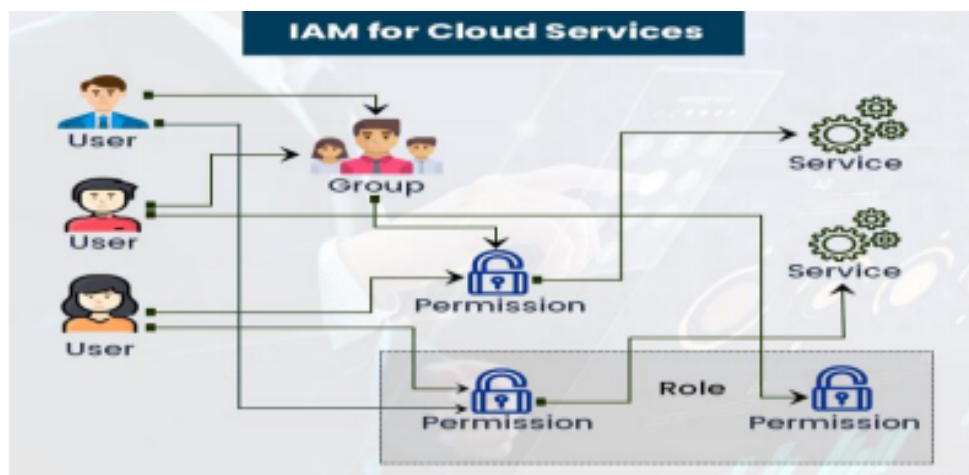 IAM for Cloud Services
User
Group
Service
User
Service
Permission
User
Role
Permission
Permission